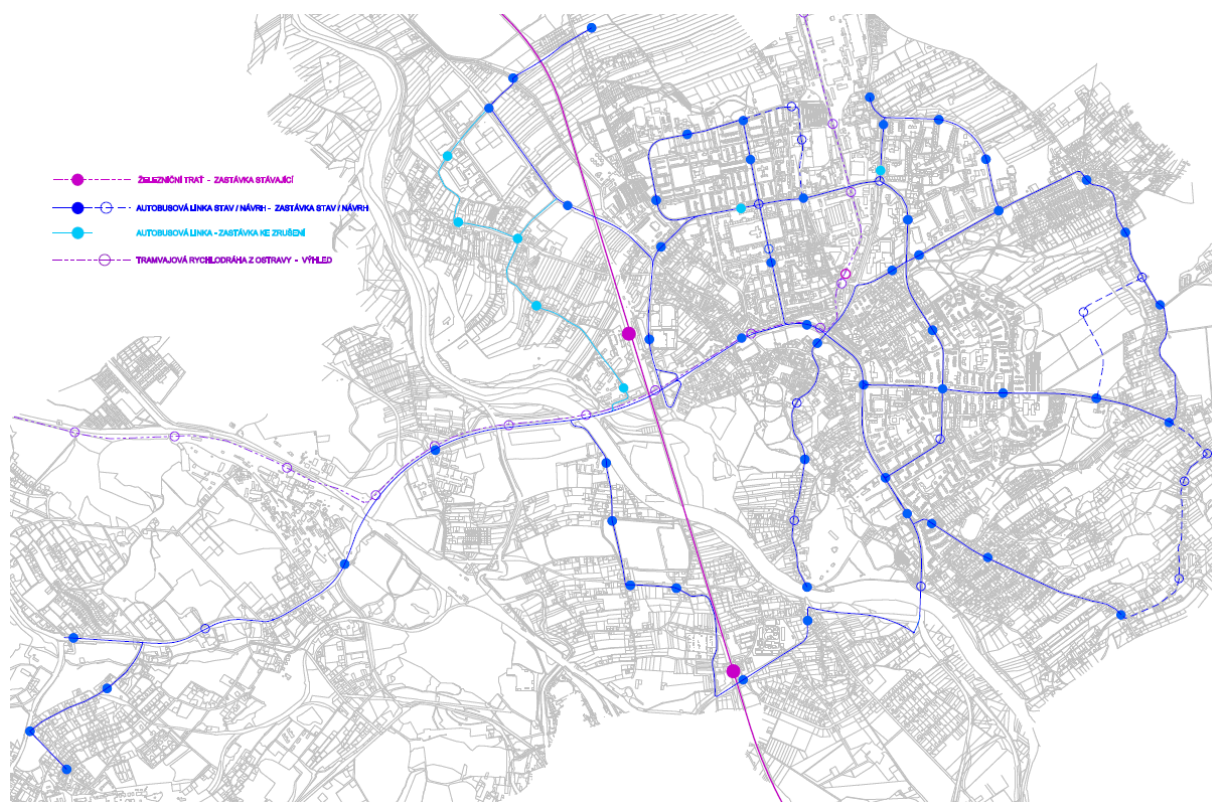 ŽELEZNIČNÍ TRAŤ - ZASTÁVKA STÁVAJÍCÍ
AUTOBUSOVÁ LINKA STAV / NÁVRH - ZASTÁVKA STAV / NÁVRH
AUTOBUSOVÁ LINKA - ZASTÁVKA KE ZRUŠENÍ
TRAMVAJOVÁ RYCHLODRÁHA Z OSTRAVY - VÝHLED